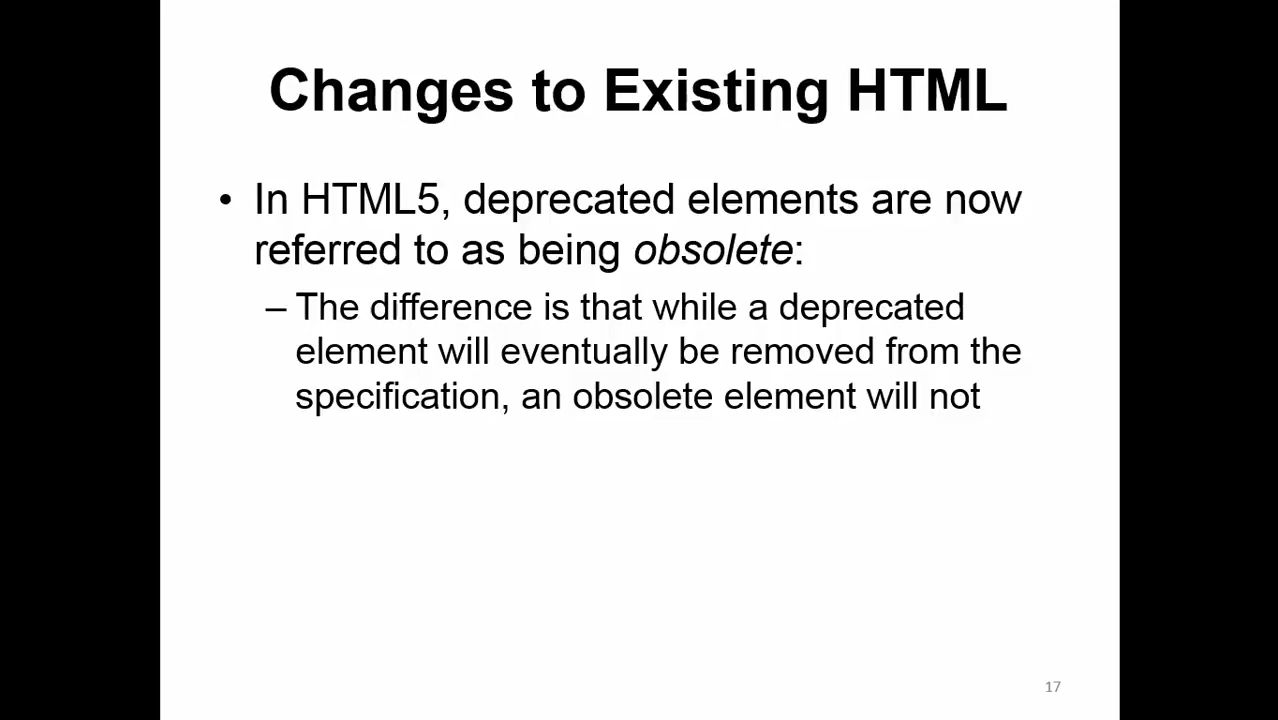 Changes to Existing HTML
• In HTML5, deprecated elements are now
referred to as being obsolete:
– The difference is that while a deprecated
element will eventually be removed from the
specification, an obsolete element will not
17